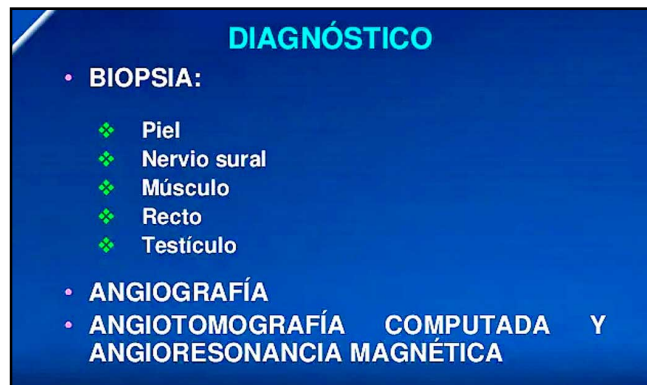 DIAGNÓSTICO
• BIOPSIA:
❖ Piel
❖ Nervio sural
❖ Músculo
❖ Recto
❖ Testículo
• ANGIOGRAFÍA
• ANGIOTOMOGRAFÍA COMPUTADA Y
ANGIORESONANCIA MAGNÉTICA